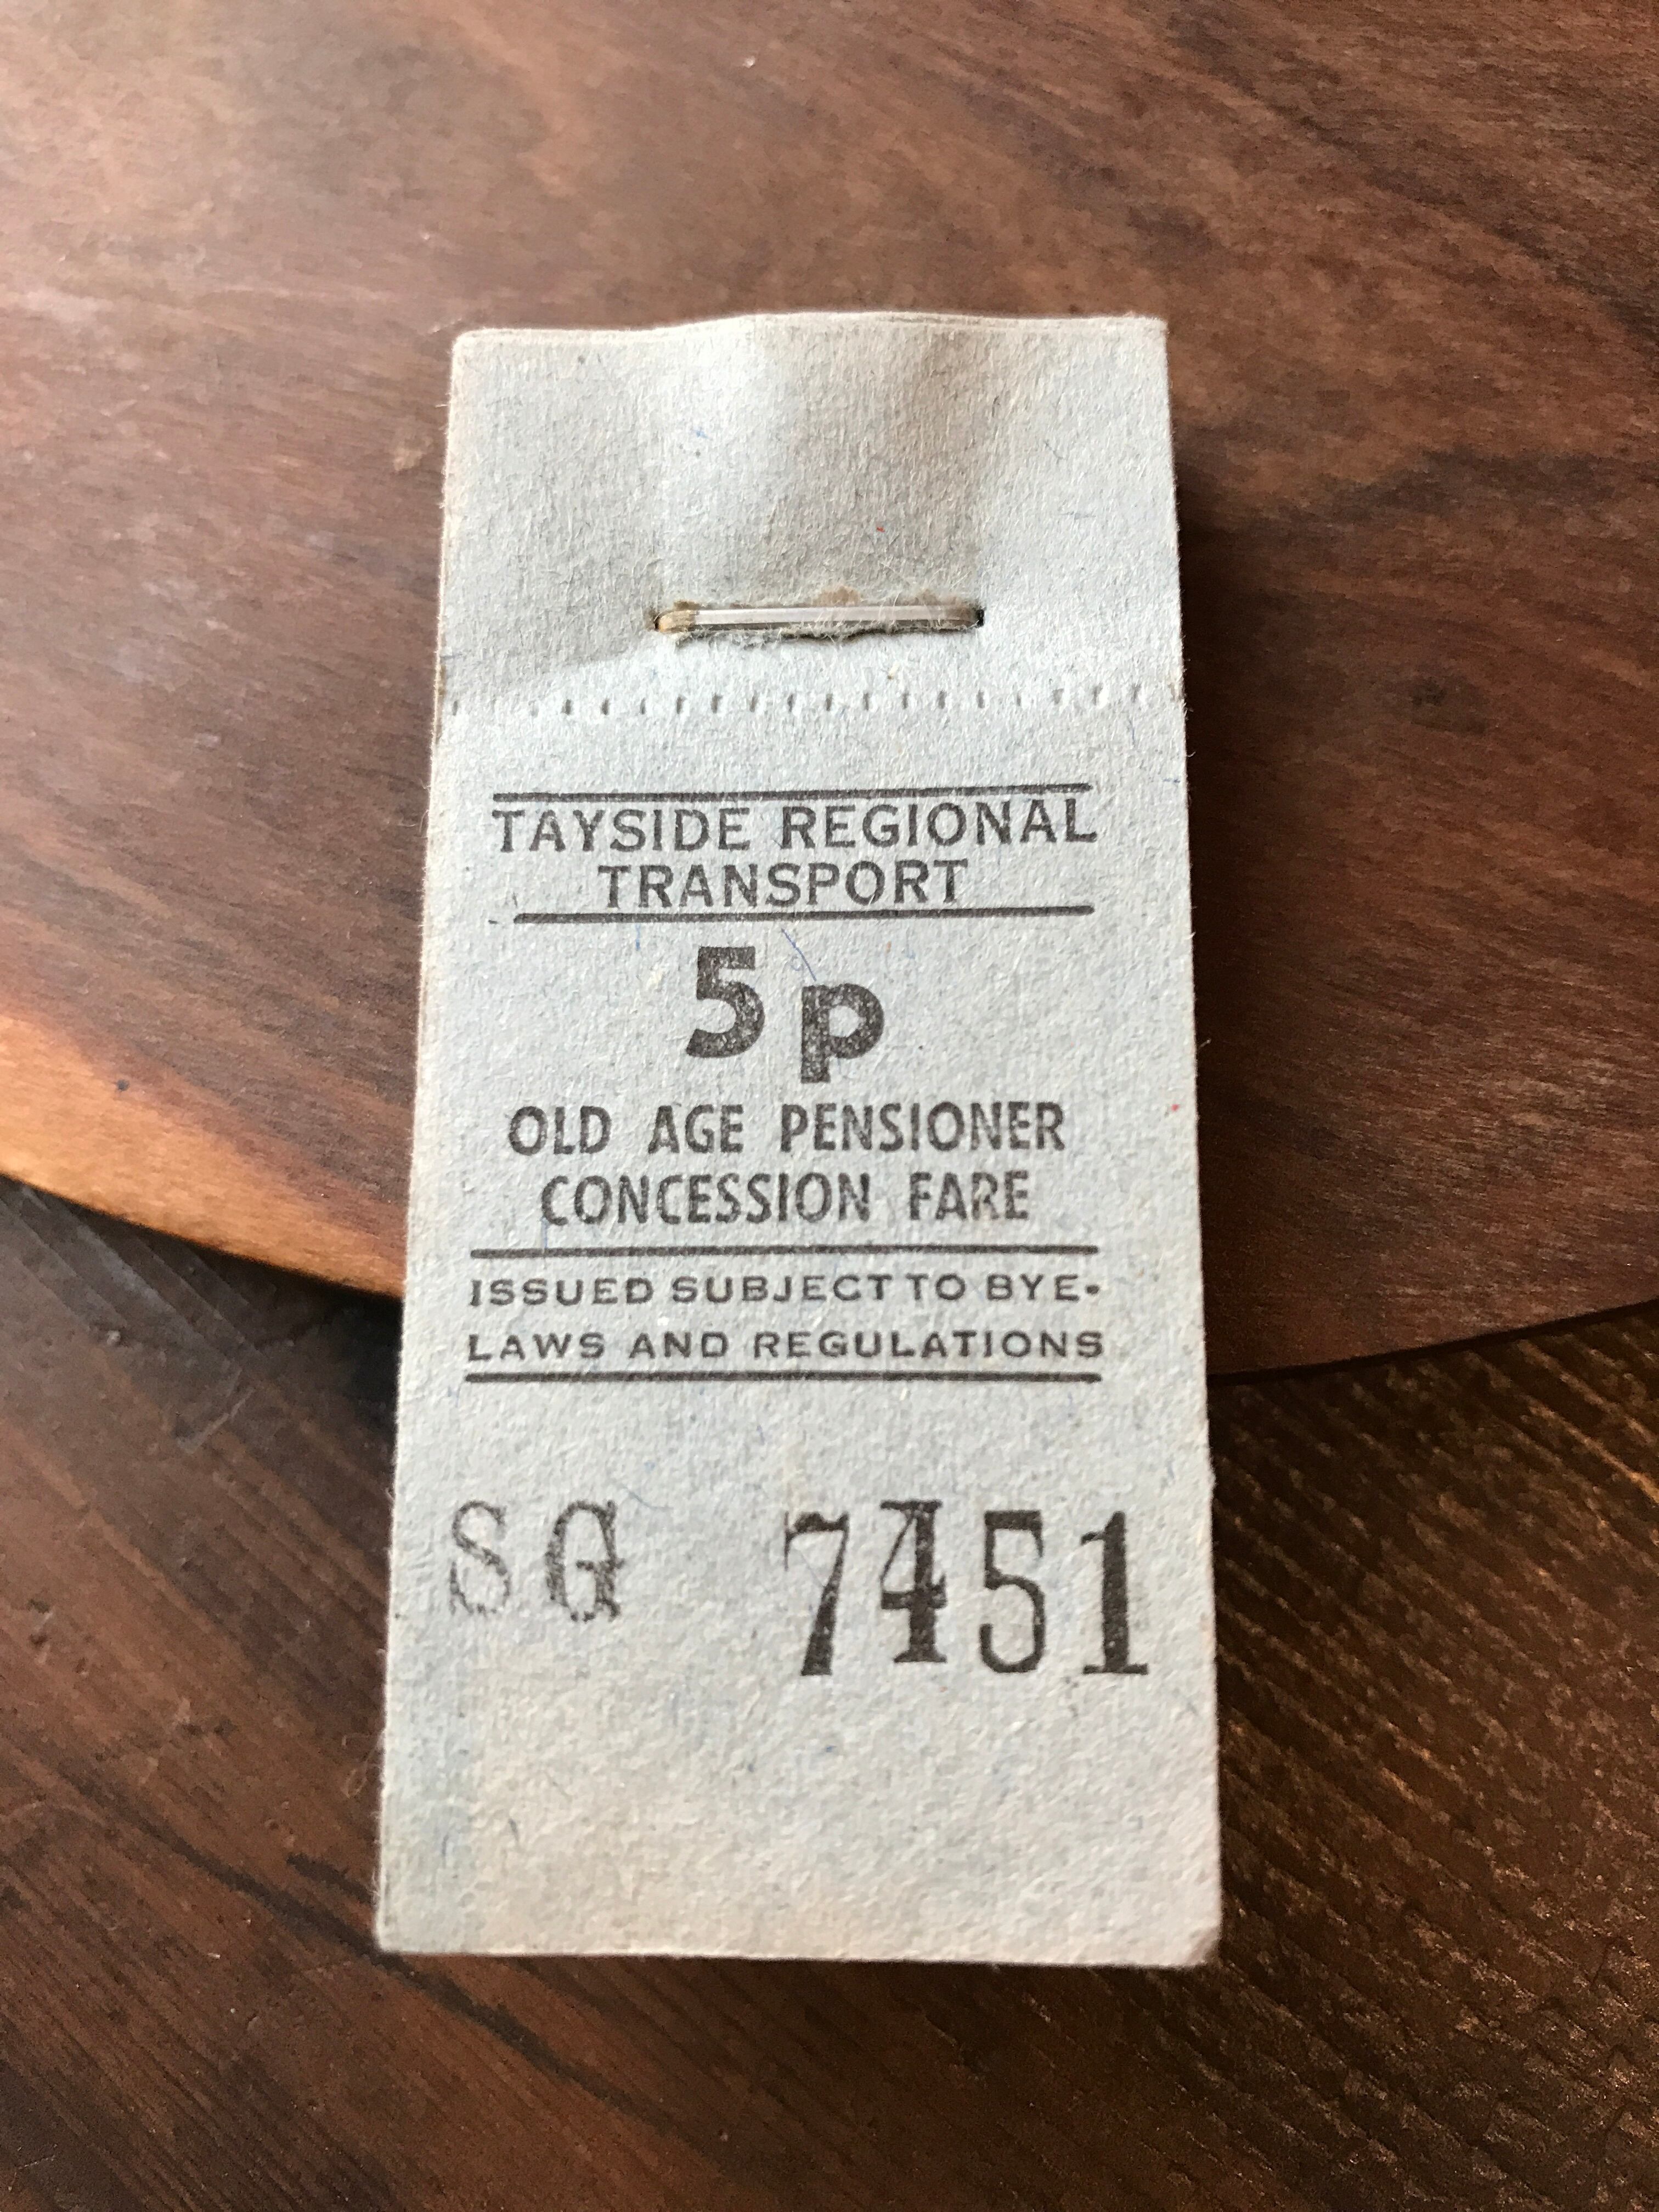 TAYSIDE REGIONAL
TRANSPORT
5p
OLD AGE PENSIONER
CONCESSION FARE
ISSUED SUBJECT TO BYE-
LAWS AND REGULATIONS
SG 7451